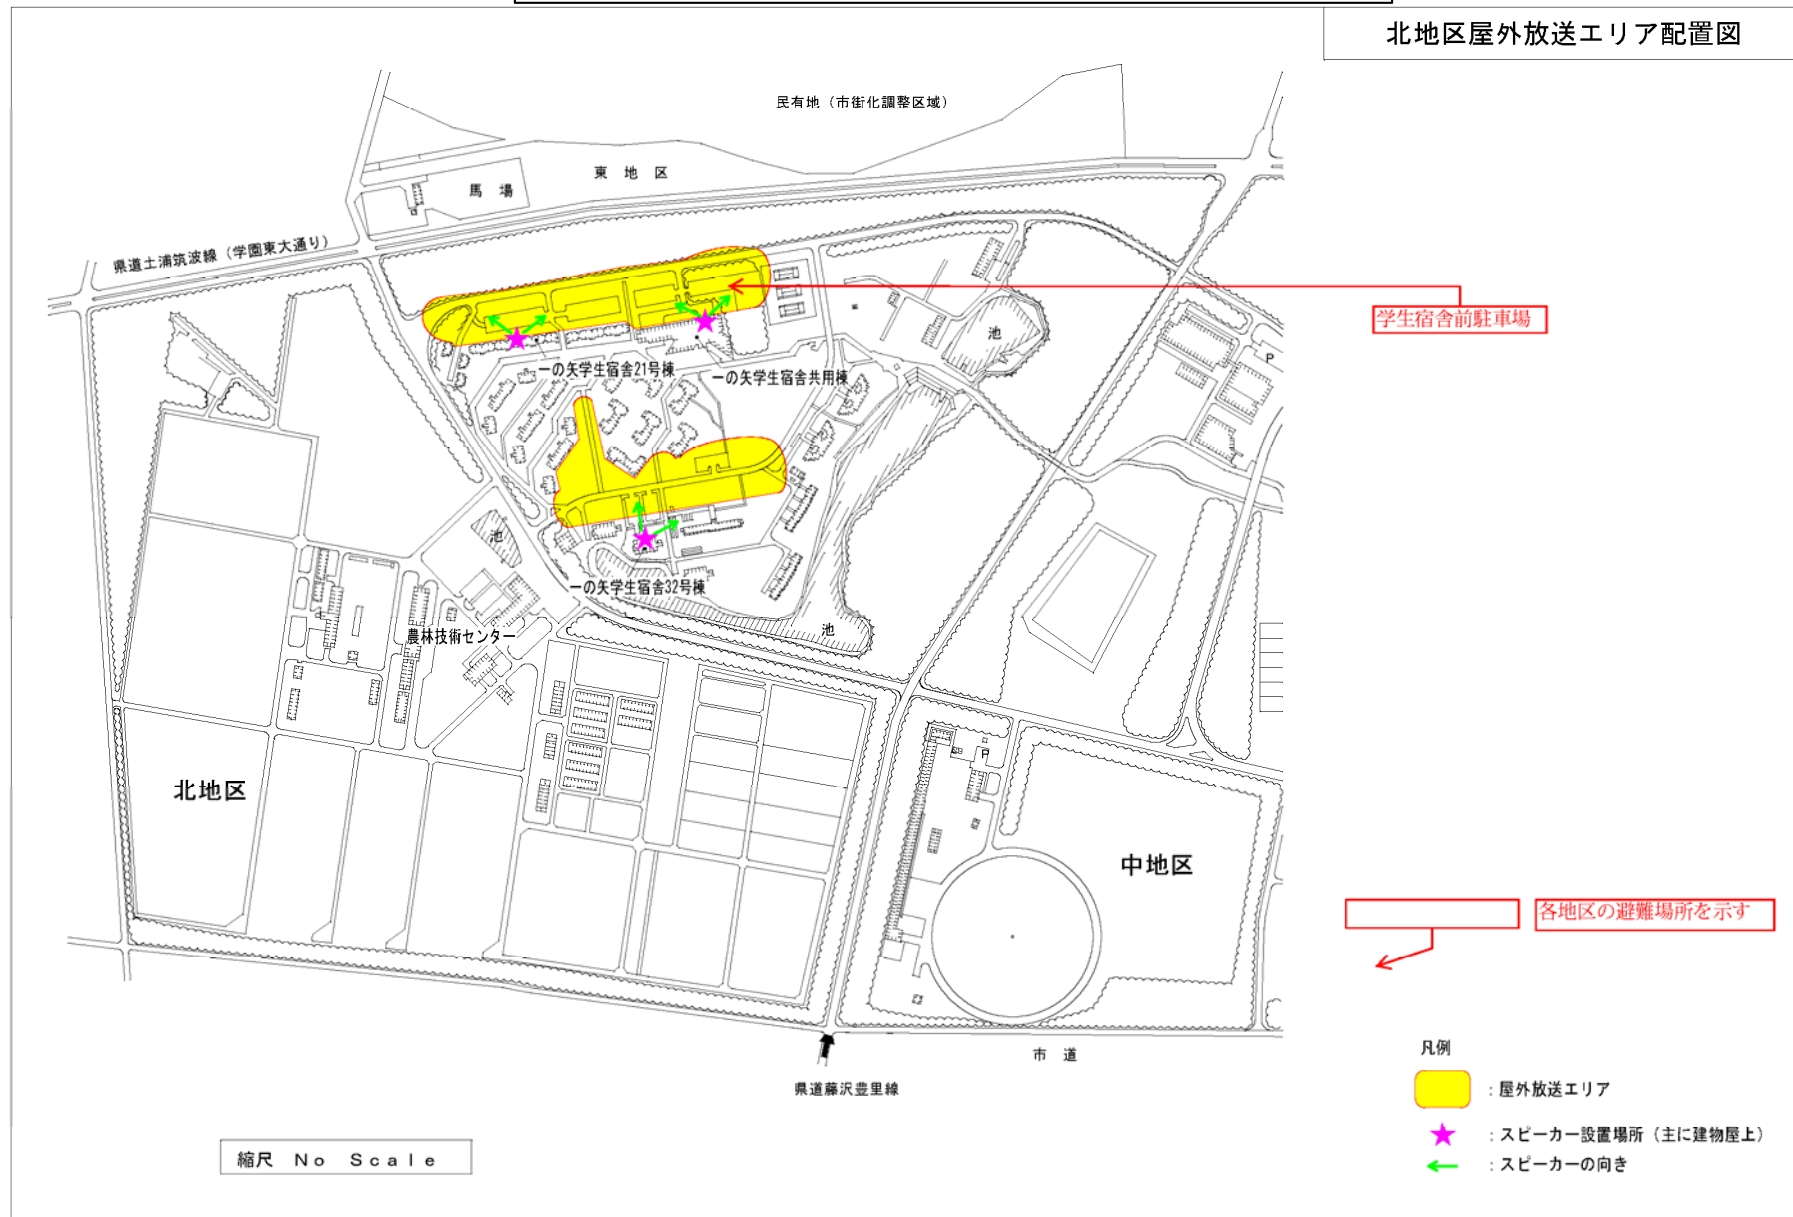 北地区屋外放送エリア配置図
民有地（市街化調整区域）
東 地 区
馬 場
県道土浦筑波線（学園東大通り）
学生宿舎前駐車場
池
P
一の矢学生宿舎21号棟
一の矢学生宿舎共用棟
池
一の矢学生宿舎32号棟
池
農林技術センター
P
北地区
中地区
各地区の避難場所を示す
市 道
県道藤沢豊里線
凡例
：屋外放送エリア
：スピーカー設置場所（主に建物屋上）
：スピーカーの向き
縮尺 No Scale